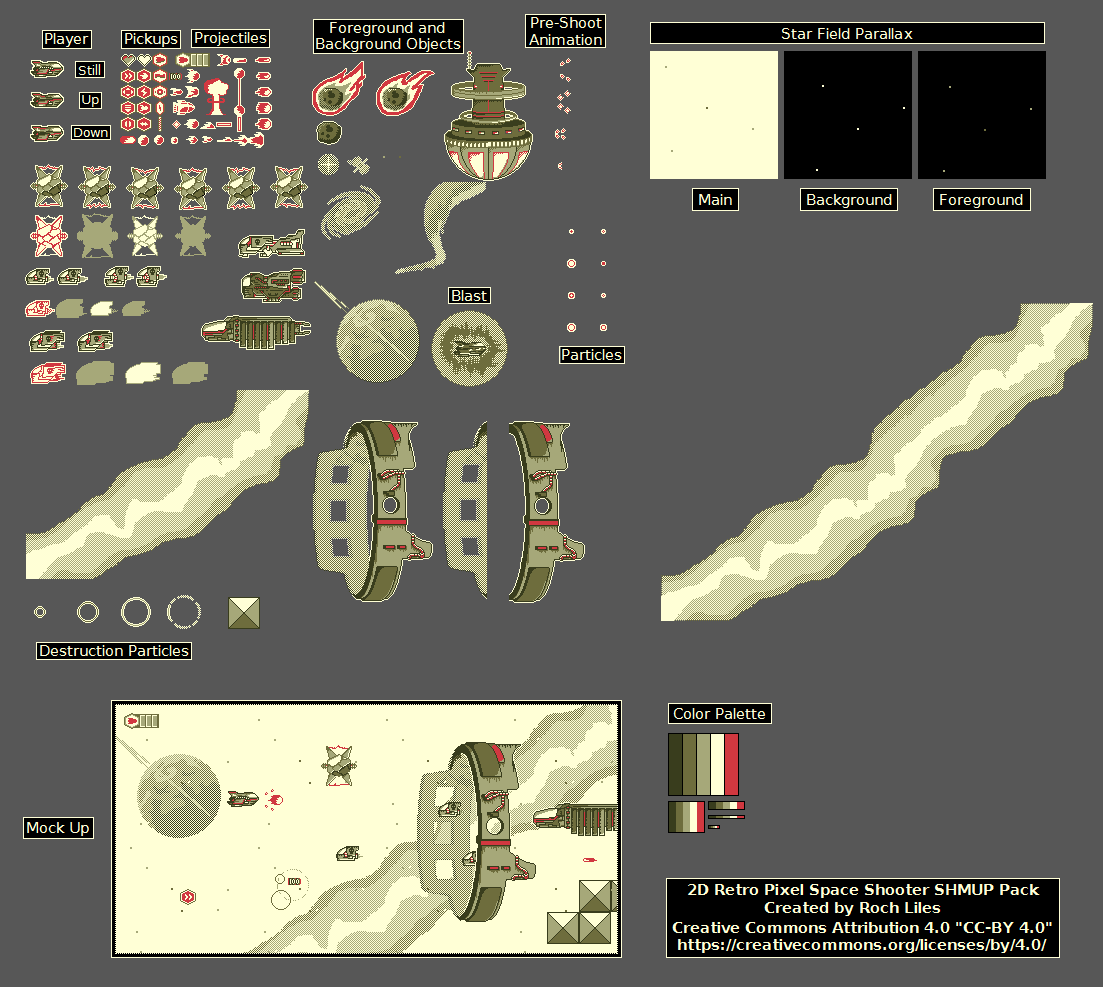 Player
Pickups
Projectiles
Foreground and
Background Objects
Pre-Shoot
Animation
Star Field Parallax
Still
Up
Down
Main
Background
Foreground
Blast
Particles
Destruction Particles
Color Palette
Mock Up
2D Retro Pixel Space Shooter SHMUP Pack
Created by Roch Liles
Creative Commons Attribution 4.0 "CC-BY 4.0"
https://creativecommons.org/licenses/by/4.0/